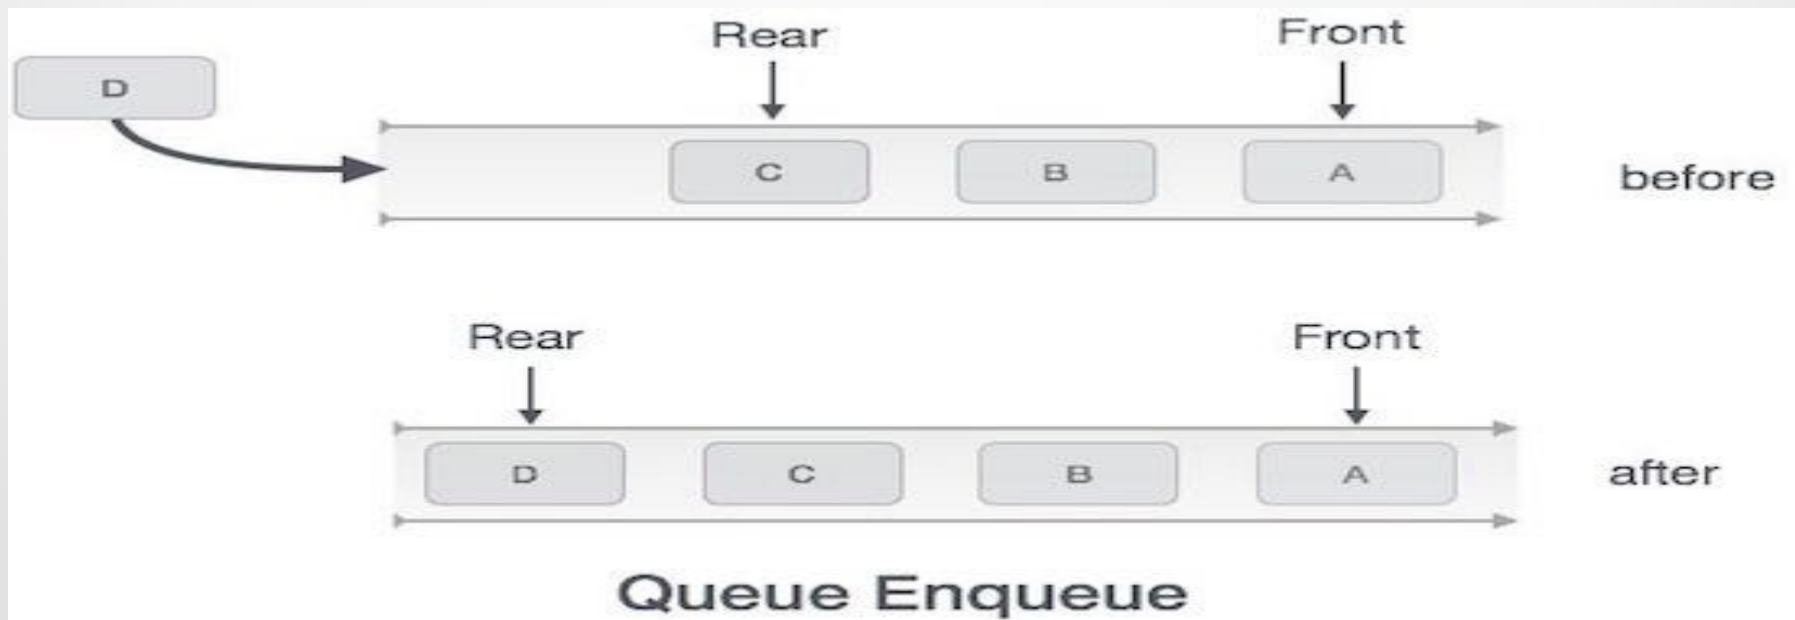 Rear Front
D
C B A before
Rear Front
D C B A after
Queue Enqueue